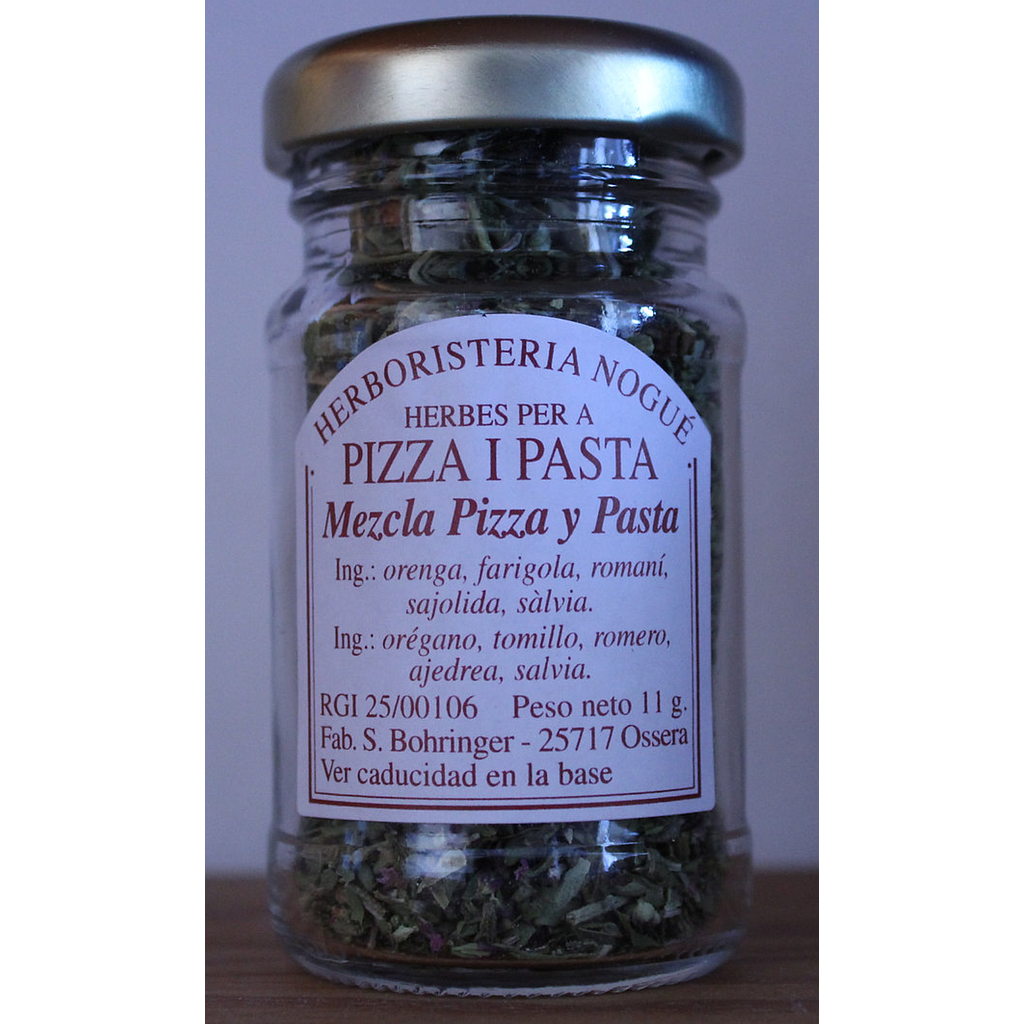 HERBORISTERIA NOGUÉ
HERBES PER A
PIZZA I PASTA
Mezcla Pizza y Pasta
Ing.: orenga, farigola, romaní,
sajolida, sàlvia.
Ing.: orégano, tomillo, romero,
ajedrea, salvia.
RGI 25/00106 Peso neto 11 g.
Fab. S. Bohringer - 25717 Ossera
Ver caducidad en la base